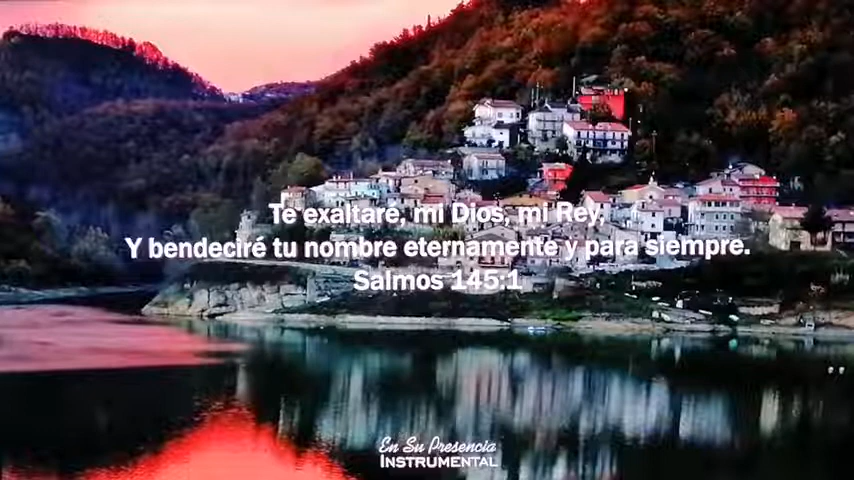 Te exaltaré, mi Dios, mi Rey,
Y bendeciré tu nombre eternamente y para siempre.
Salmos 145:1
En Su Presencia
INSTRUMENTAL